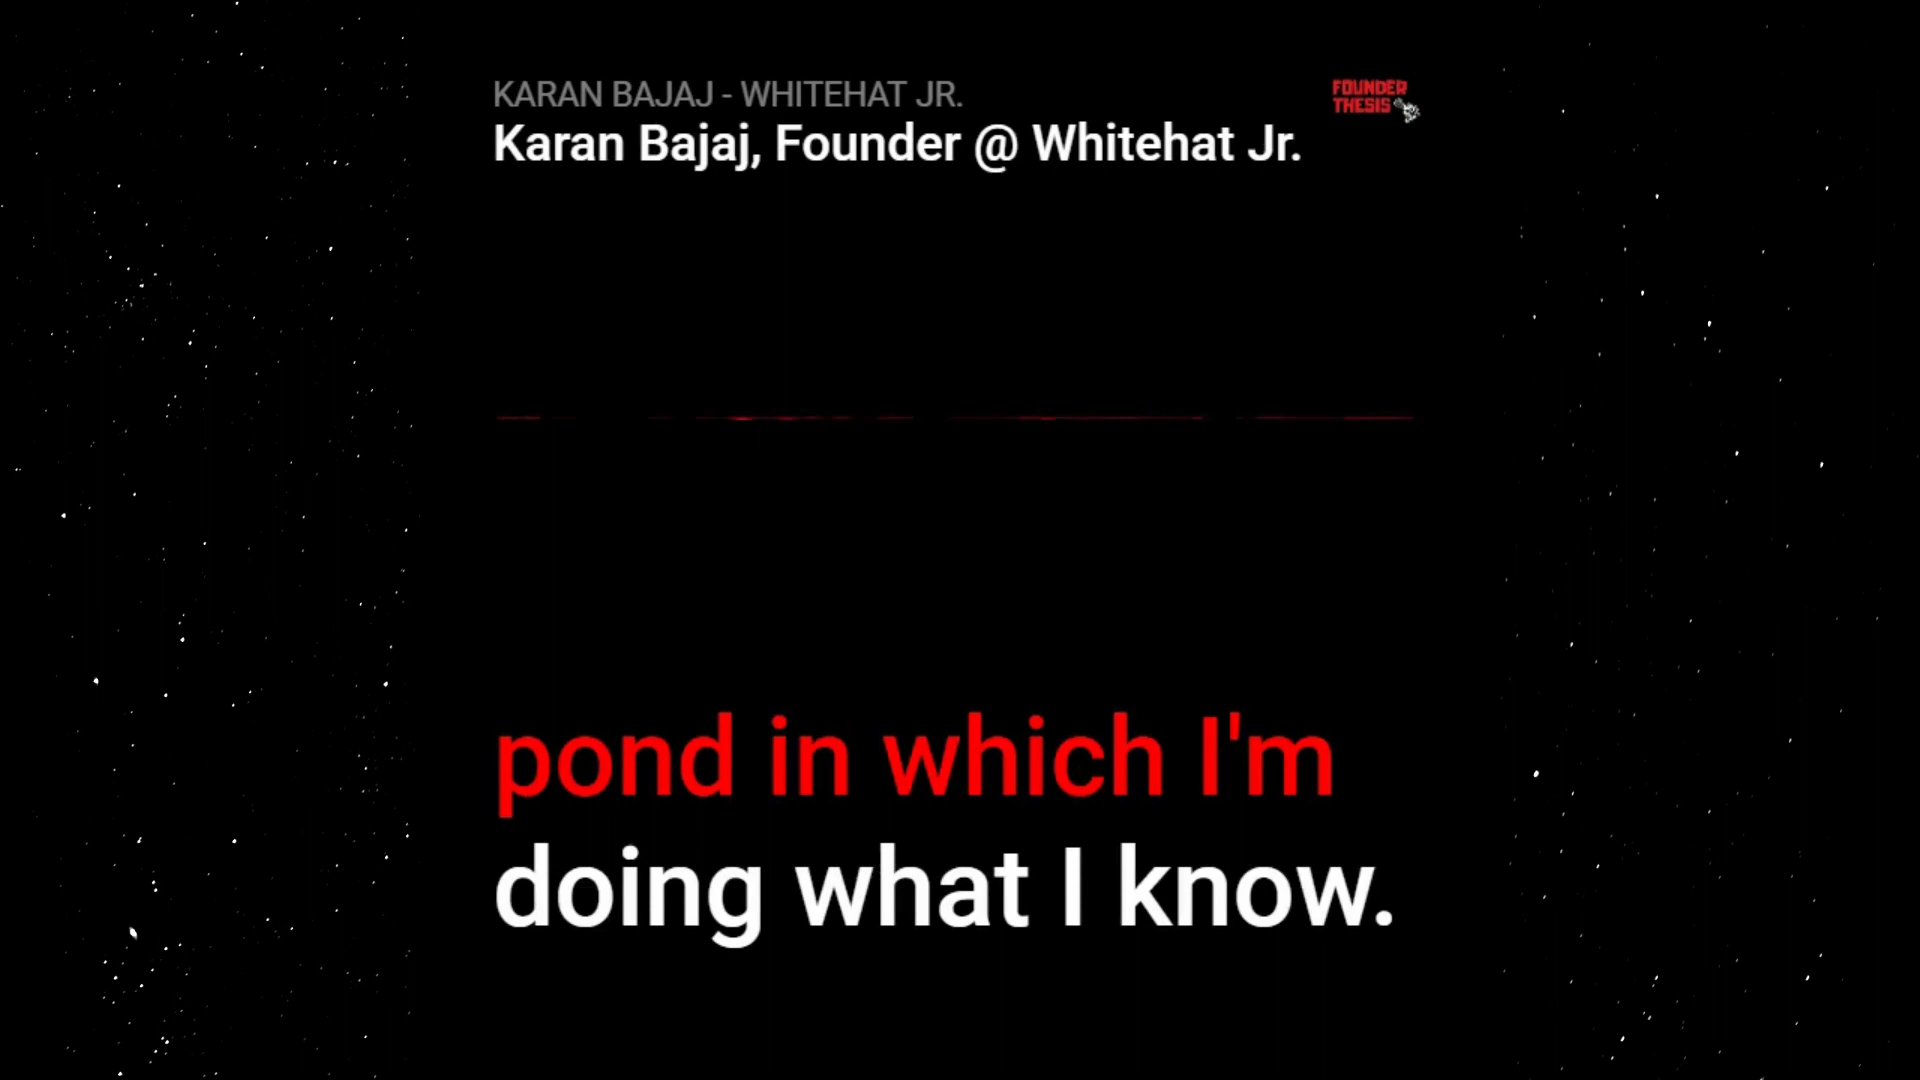 KARAN BAJAJ - WHITEHAT JR.
Karan Bajaj, Founder @ Whitehat Jr.
FOUNDER
THESIS
pond in which I'm
doing what I know.